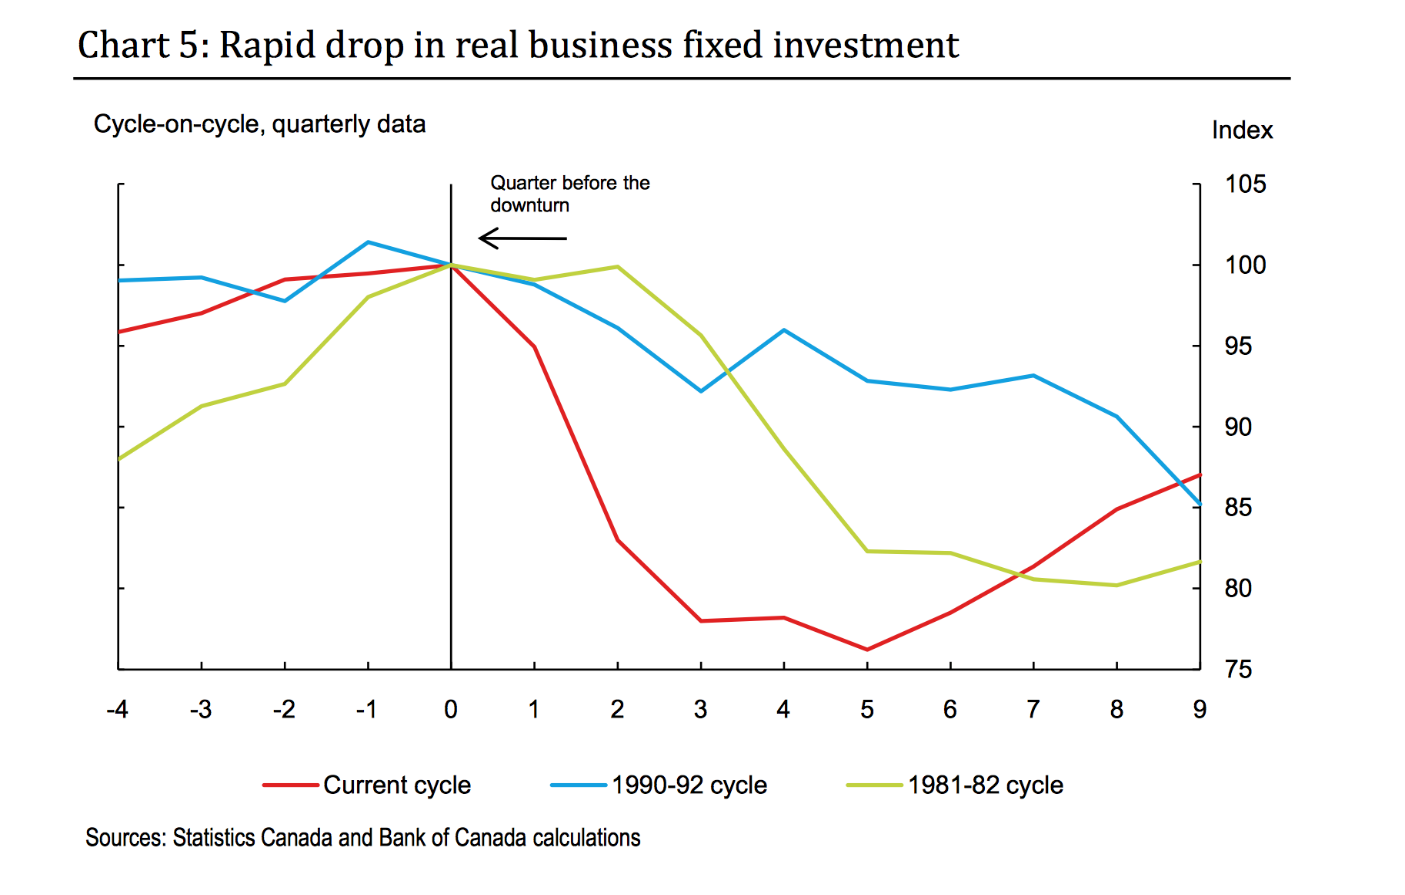 Chart 5: Rapid drop in real business fixed investment
Cycle-on-cycle, quarterly data
Index
Quarter before the
downturn
105
100
95
90
85
80
75
-4 -3 -2 -1 0 1 2 3 4 5 6 7 8 9
Current cycle 1990-92 cycle 1981-82 cycle
Sources: Statistics Canada and Bank of Canada calculations